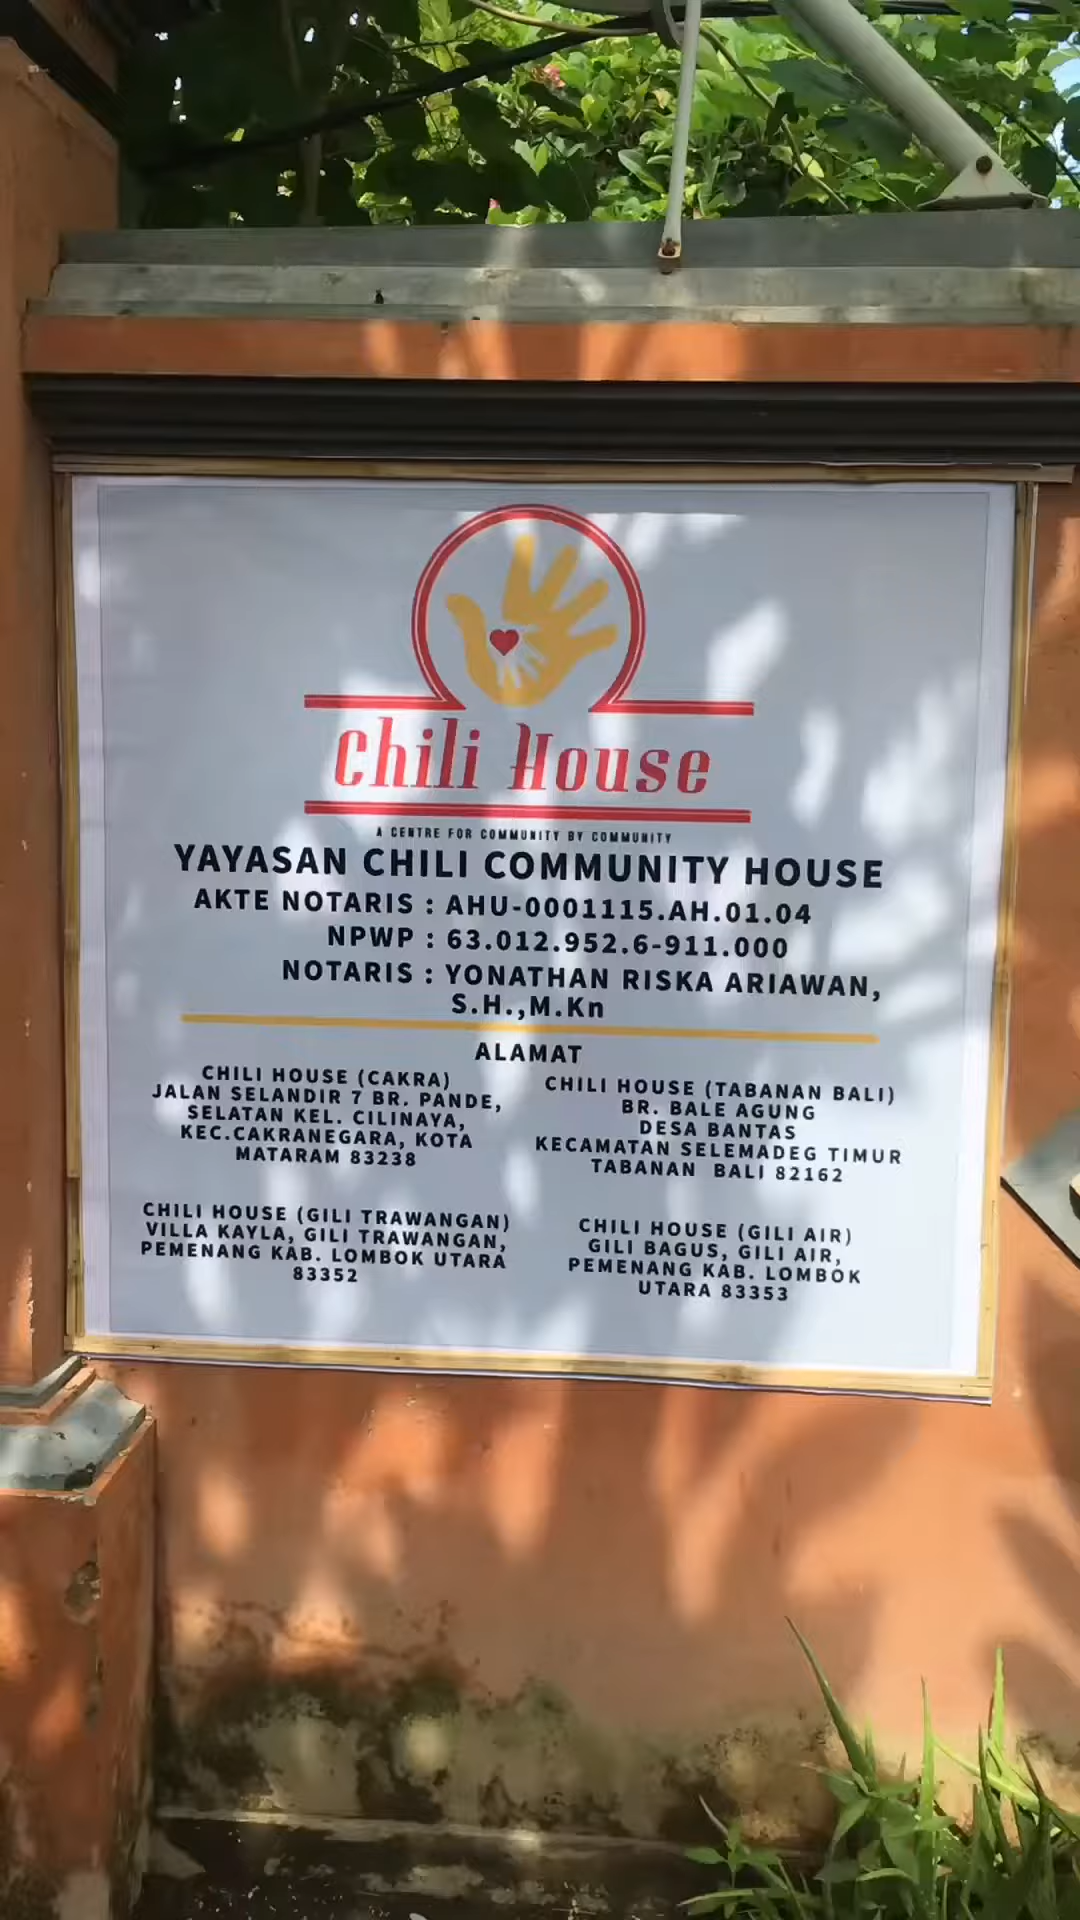 Chili House
A CENTRE FOR COMMUNITY BY COMMUNITY
YAYASAN CHILI COMMUNITY HOUSE
AKTE NOTARIS : AHU-0001115.AH.01.04
NPWP : 63.012.952.6-911.000
NOTARIS : YONATHAN RISKA ARIAWAN,
S.H.,M.Kn
ALAMAT
CHILI HOUSE (CAKRA)
JALAN SELANDIR 7 BR. PANDE,
SELATAN KEL. CILINAYA,
KEC.CAKRANEGARA, KOTA
MATARAM 83238
CHILI HOUSE (TABANAN BALI)
BR. BALE AGUNG
DESA BANTAS
KECAMATAN SELEMADEG TIMUR
TABANAN BALI 82162
CHILI HOUSE (GILI TRAWANGAN)
VILLA KAYLA, GILI TRAWANGAN,
PEMENANG KAB. LOMBOK UTARA
83352
CHILI HOUSE (GILI AIR)
GILI BAGUS, GILI AIR,
PEMENANG KAB. LOMBOK
UTARA 83353